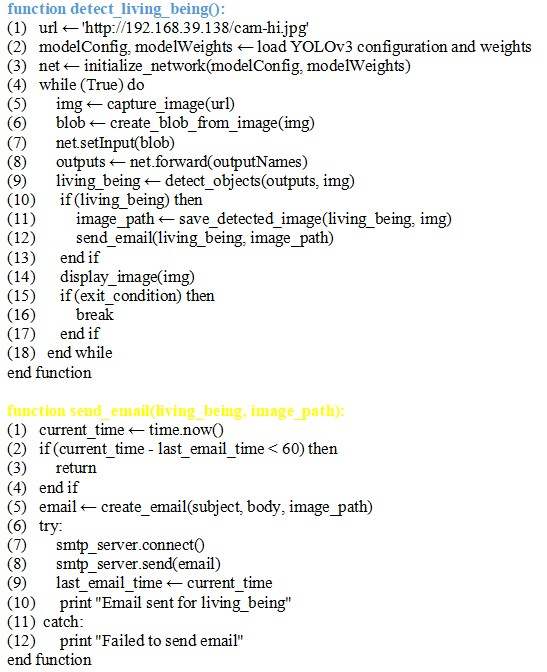 function detect_living_being():
(1) url ← 'http://192.168.39.138/cam-hi.jpg'
(2) modelConfig, modelWeights ← load YOLOv3 configuration and weights
(3) net ← initialize_network(modelConfig, modelWeights)
(4) while (True) do
(5) img ← capture_image(url)
(6) blob ← create_blob_from_image(img)
(7) net.setInput(blob)
(8) outputs ← net.forward(outputNames)
(9) living_being ← detect_objects(outputs, img)
(10) if (living_being) then
(11) image_path ← save_detected_image(living_being, img)
(12) send_email(living_being, image_path)
(13) end if
(14) display_image(img)
(15) if (exit_condition) then
(16) break
(17) end if
(18) end while
end function
function send_email(living_being, image_path):
(1) current_time ← time.now()
(2) if (current_time - last_email_time < 60) then
(3) return
(4) end if
(5) email ← create_email(subject, body, image_path)
(6) try:
(7) smtp_server.connect()
(8) smtp_server.send(email)
(9) last_email_time ← current_time
(10) print "Email sent for living_being"
(11) catch:
(12) print "Failed to send email"
end function